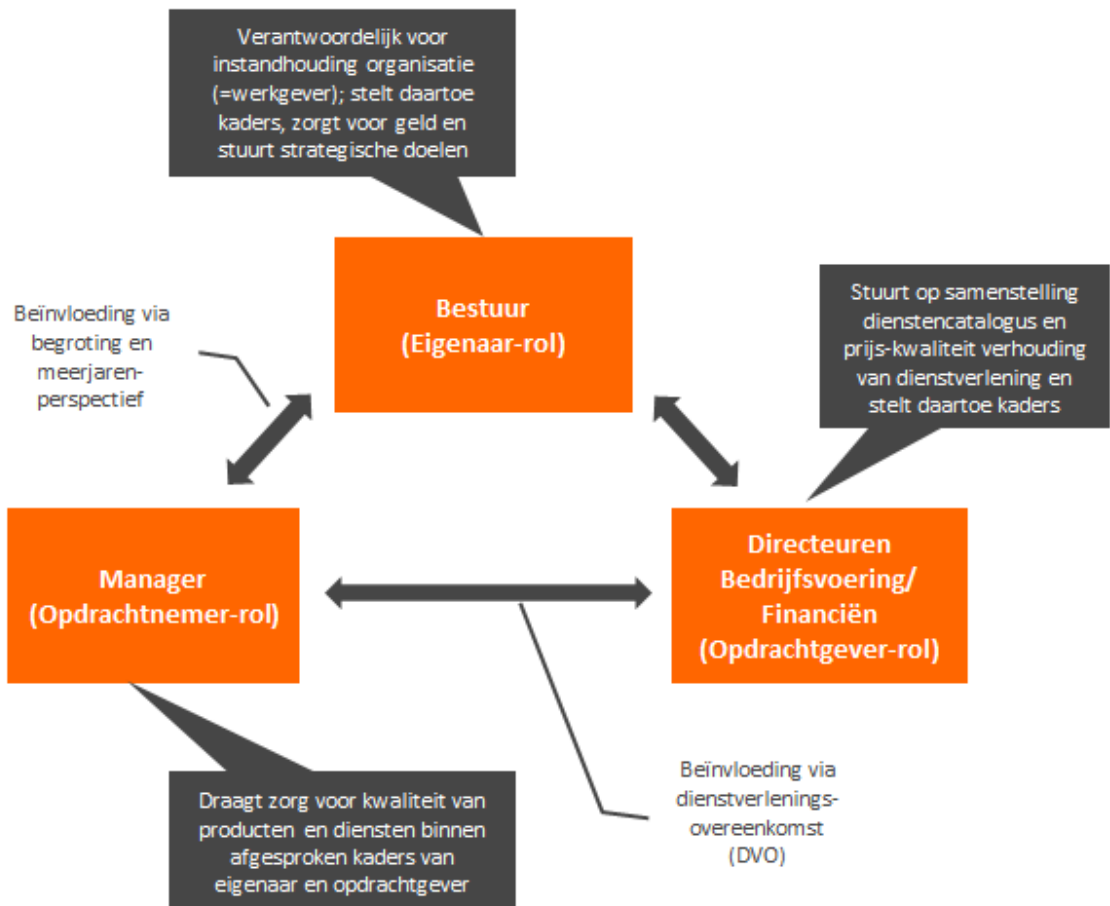 Verantwoordelijk voor
instandhouding organisatie
(=werkgever); stelt daartoe
kaders, zorgt voor geld en
stuurt strategische doelen
Bestuur
(Eigenaar-rol)
Beïnvloeding via
begroting en
meerjaren-
perspectief
Stuurt op samenstelling
dienstencatalogus en
prijs-kwaliteit verhouding
van dienstverlening en
stelt daartoe kaders
Manager
(Opdrachtnemer-rol)
Directeuren
Bedrijfsvoering/
Financiën
(Opdrachtgever-rol)
Draagt zorg voor kwaliteit van
producten en diensten binnen
afgesproken kaders van
eigenaar en opdrachtgever
Beïnvloeding via
dienstverlenings-
overeenkomst
(DVO)